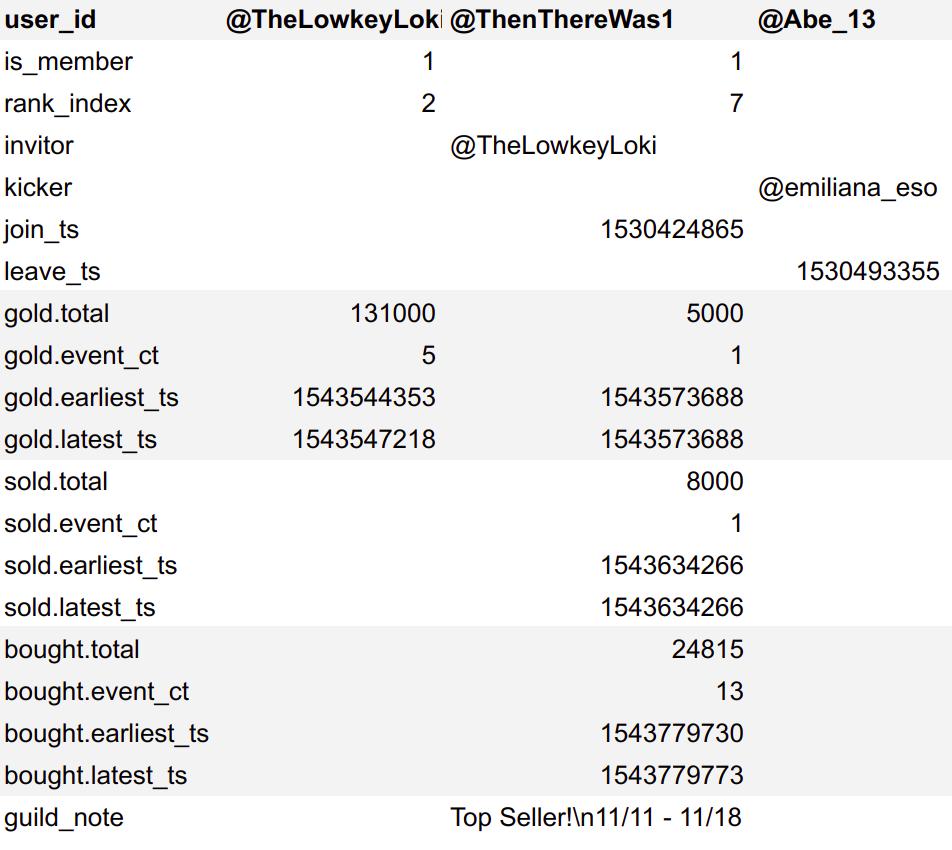 user_id @TheLowkeyLoki @ThenThereWas1 @Abe_13
is_member 1 1
rank_index 2 7
invitor @TheLowkeyLoki
kicker @emiliana_eso
join_ts 1530424865
leave_ts 1530493355
gold.total 131000 5000
gold.event_ct 5 1
gold.earliest_ts 1543544353 1543573688
gold.latest_ts 1543547218 1543573688
sold.total 8000
sold.event_ct 1
sold.earliest_ts 1543634266
sold.latest_ts 1543634266
bought.total 24815
bought.event_ct 13
bought.earliest_ts 1543779730
bought.latest_ts 1543779773
guild_note Top Seller!\n11/11 - 11/18